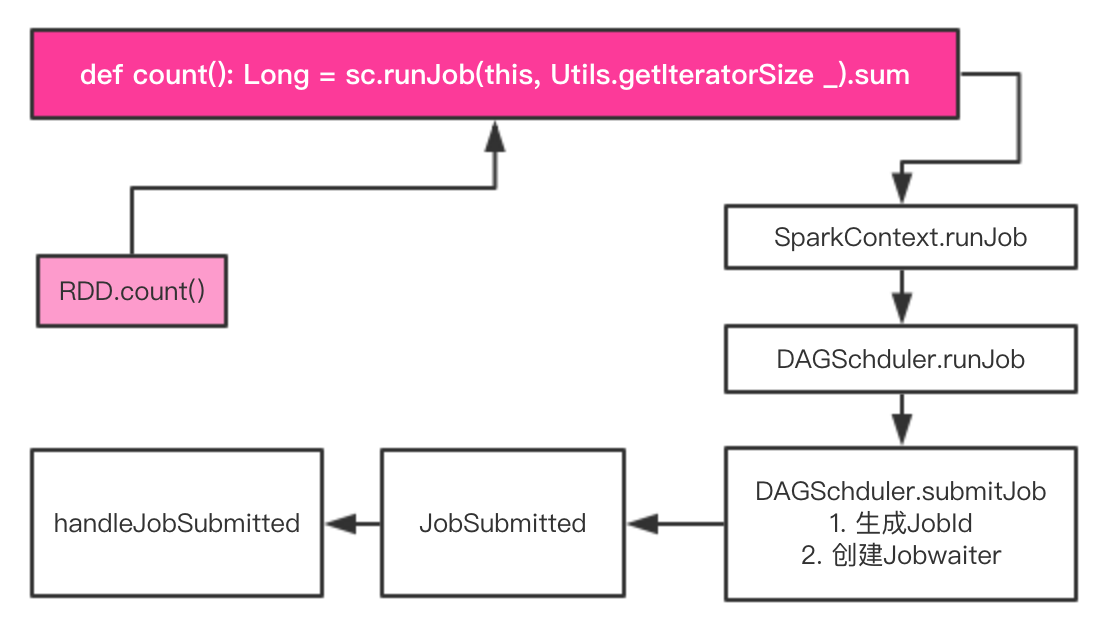 def count(): Long = sc.runJob(this, Utils.getIteratorSize _).sum
SparkContext.runJob
RDD.count()
DAGSchduler.runJob
DAGSchduler.submitJob
1. 生成JobId
2. 创建Jobwaiter
JobSubmitted
handleJobSubmitted